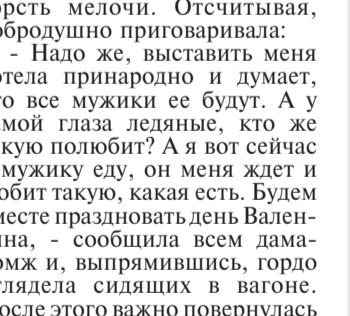 орсть мелочи. Отсчитывая,
обродушно приговаривала:
- Надо же, выставить меня
отела принародно и думает,
то все мужики ее будут. А у
амой глаза ледяные, кто же
акую полюбит? А я вот сейчас
мужику еду, он меня ждет и
юбит такую, какая есть. Будем
месте праздновать день Вален-
ина, - сообщила всем дама-
омж и, выпрямившись, гордо
глядела сидящих в вагоне.
осле этого важно повернулась